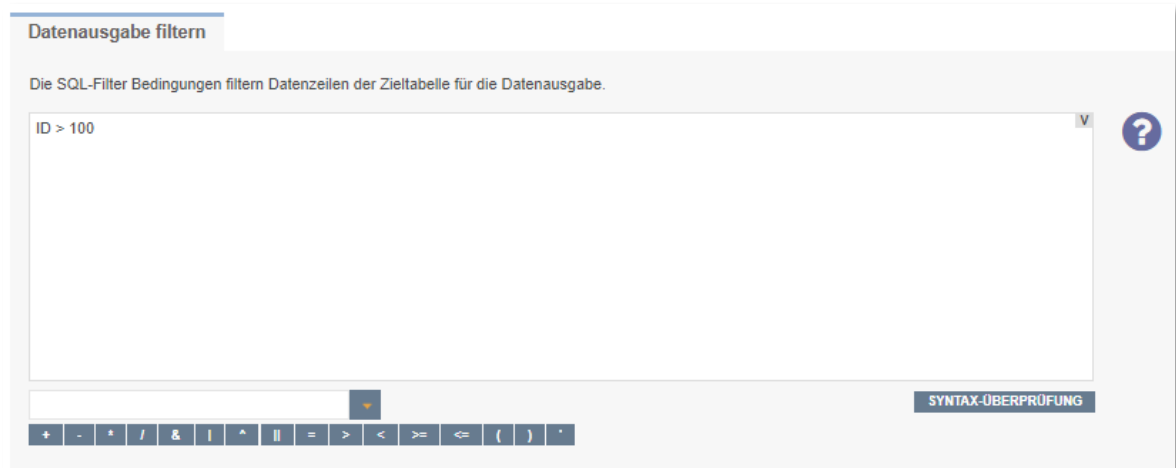 Datenausgabe filtern
Die SQL-Filter Bedingungen filtern Datenzeilen der Zieltabelle für die Datenausgabe.
ID > 100
V
?
SYNTAX-ÜBERPRÜFUNG
+ - * / & | ^ || = > < >= <= ( ) '